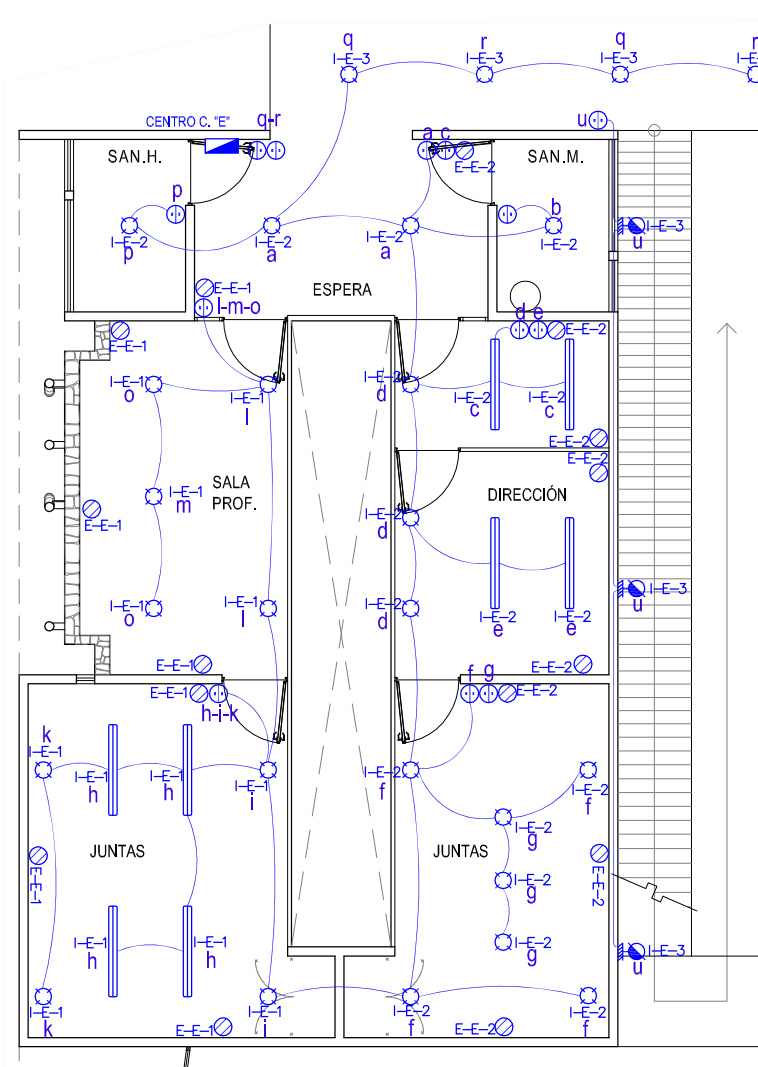 q r q r
I-E-3 I-E-3 I-E-3 I-E
CENTRO C. "E" q-r a c u
SAN.H. E-E-2 SAN.M.
p b
I-E-2 I-E-2 I-E-2 I-E-2 I-E-3
p a a u
E-E-1 ESPERA
l-m-o d e
E-E-1 E-E-2
I-E-1 I-E-2
o l d I-E-2 I-E-2
c c
E-E-2
E-E-2
SALA
PROF.
I-E-1
m
DIRECCIÓN
E-E-1 I-E-2
d
I-E-3
I-E-1 I-E-2 u
o l d I-E-2 I-E-2
I-E-1 e e
E-E-1 E-E-2
E-E-1 f g E-E-2
h-i-k
k
I-E-1 I-E-1 I-E-1 I-E-1 I-E-2 I-E-2
h h i f f
I-E-2
g
JUNTAS JUNTAS
E-E-1 I-E-2 E-E-2
g
I-E-1 I-E-1 I-E-2 I-E-3
h h g u
I-E-1 I-E-1 I-E-2 I-E-2
k i f f
E-E-1 E-E-2